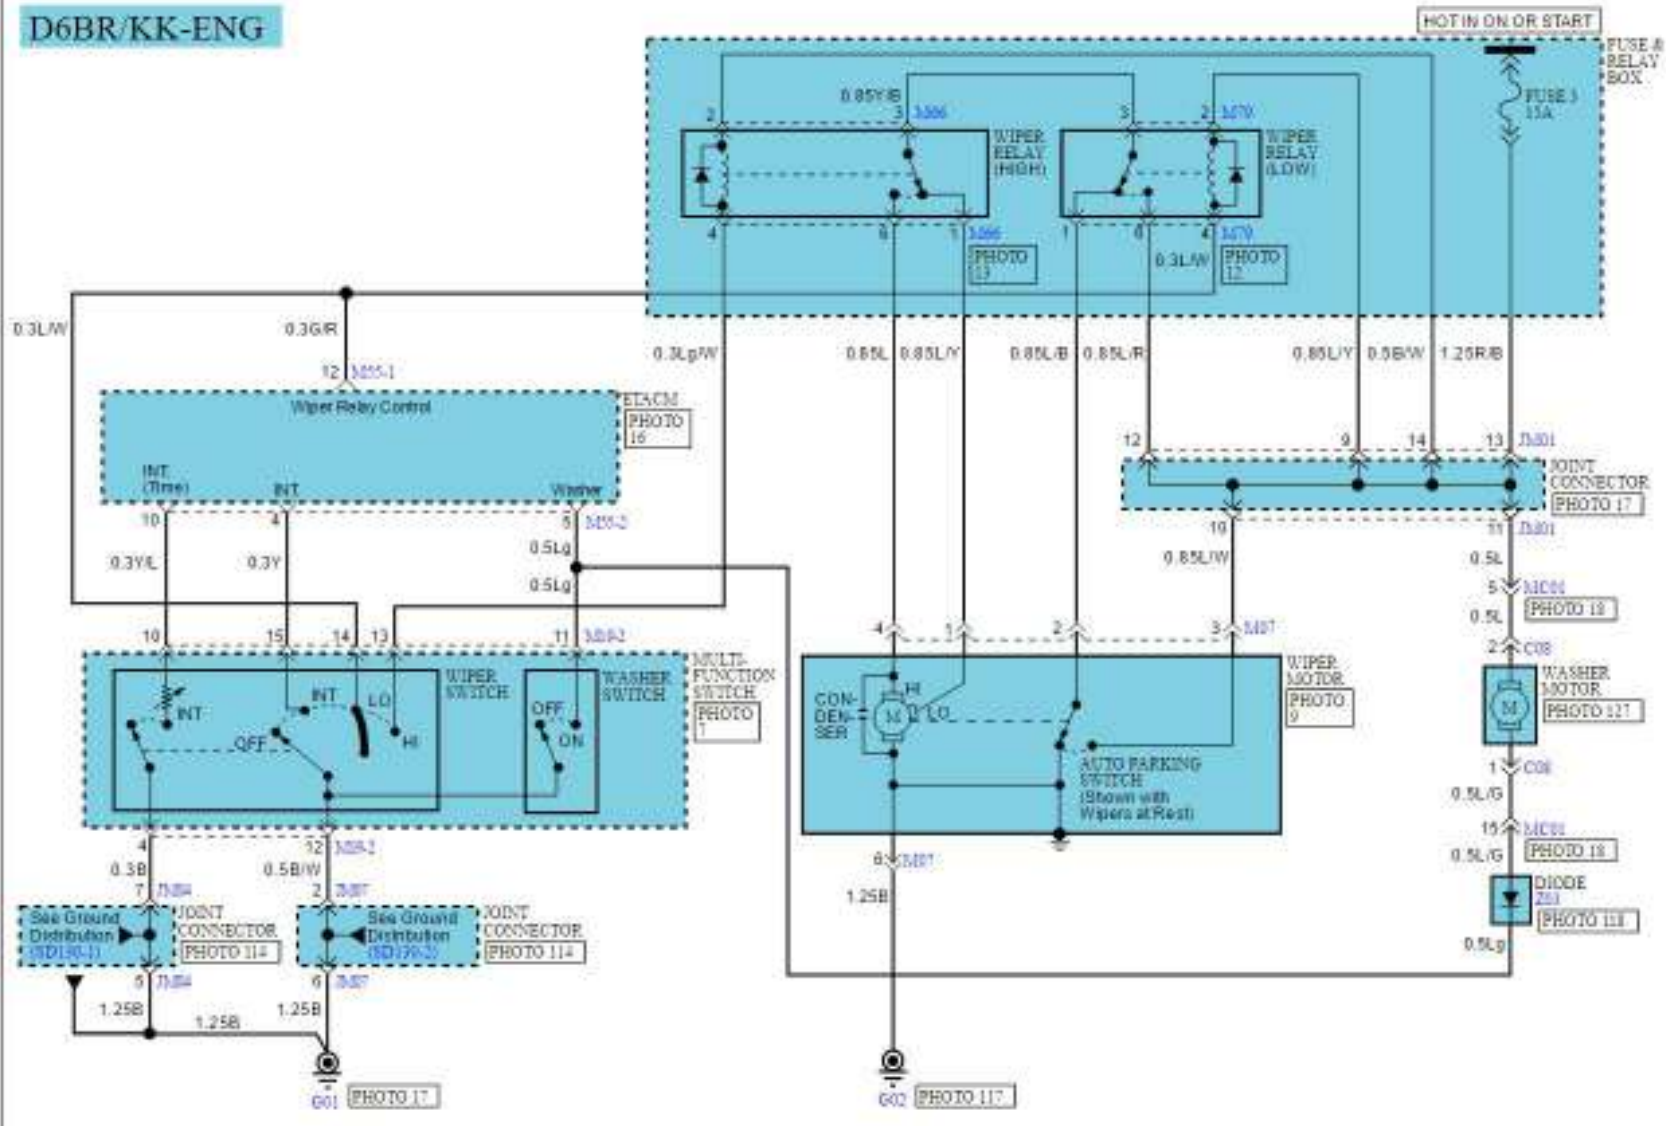 D6BR/KK-ENG
HOT IN ON OR START
FUSE &
RELAY
BOX
FUSE 3
15A
0.85Y/B
2
3
M66
3
2
M70
WIPER
RELAY
(HIGH)
WIPER
RELAY
(LOW)
4
6
1
M66
1
6
4
M70
PHOTO
13
0.3L/W
PHOTO
12
0.3L/W
0.3G/R
0.3Lg/W
0.85L
0.85L/Y
0.85L/B
0.85L/R
0.85L/Y
0.5B/W
1.25R/B
12
M55-1
Wiper Relay Control
ETACM
PHOTO
16
INT.
(Time)
INT.
Washer
10
4
5
M55-2
12
9
14
13
JM01
JOINT
CONNECTOR
PHOTO 17
19
11
JM01
0.3Y/L
0.3Y
0.5Lg
0.5Lg
0.85L/W
0.5L
5
MC01
PHOTO 18
0.5L
2
C08
10
15
14
13
11
M09-2
4
1
2
3
M07
MULTI-
FUNCTION
SWITCH
PHOTO
7
WIPER
SWITCH
WASHER
SWITCH
INT
INT
LO
OFF
HI
OFF
ON
WIPER
MOTOR
PHOTO
9
CON-
DEN-
SER
HI
M
LO
AUTO PARKING
SWITCH
(Shown with
Wipers at Rest)
WASHER
MOTOR
PHOTO 127
M
1
C08
0.5L/G
15
MC01
PHOTO 18
0.5L/G
DIODE
PHOTO 118
0.5Lg
4
12
M09-2
0.3B
0.5B/W
7
JM04
2
JM07
6
M07
1.25B
See Ground
Distribution
(SD130-1)
JOINT
CONNECTOR
PHOTO 114
See Ground
Distribution
(SD130-2)
JOINT
CONNECTOR
PHOTO 114
5
JM04
6
JM07
1.25B
1.25B
1.25B
G01
PHOTO 17
G02
PHOTO 117